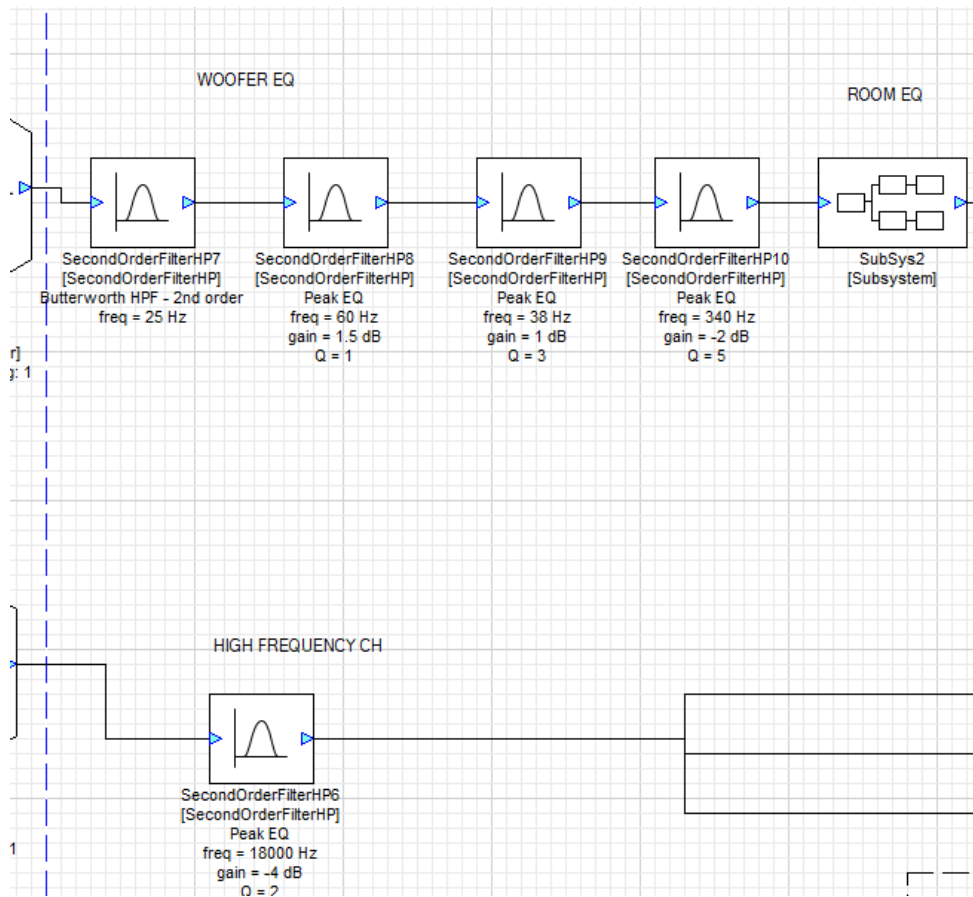 WOOFER EQ
ROOM EQ
SecondOrderFilterHP7
[SecondOrderFilterHP]
Butterworth HPF - 2nd order
freq = 25 Hz
SecondOrderFilterHP8
[SecondOrderFilterHP]
Peak EQ
freq = 60 Hz
gain = 1.5 dB
Q = 1
SecondOrderFilterHP9
[SecondOrderFilterHP]
Peak EQ
freq = 38 Hz
gain = 1 dB
Q = 3
SecondOrderFilterHP10
[SecondOrderFilterHP]
Peak EQ
freq = 340 Hz
gain = -2 dB
Q = 5
SubSys2
[Subsystem]
r]
g: 1
HIGH FREQUENCY CH
SecondOrderFilterHP6
[SecondOrderFilterHP]
Peak EQ
freq = 18000 Hz
gain = -4 dB
Q = 2
1